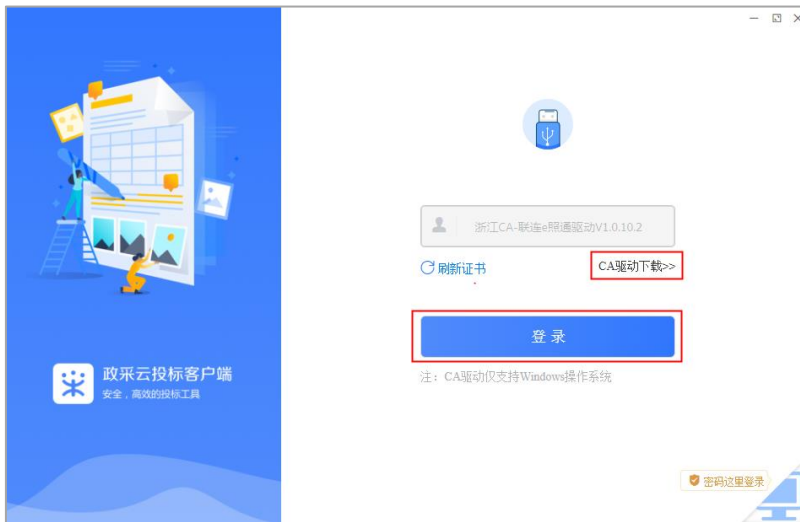 浙江CA-联连e照通驱动V1.0.10.2
刷新证书
CA驱动下载>>
登录
注：CA驱动仅支持Windows操作系统
政采云投标客户端
安全，高效的投标工具
密码这里登录